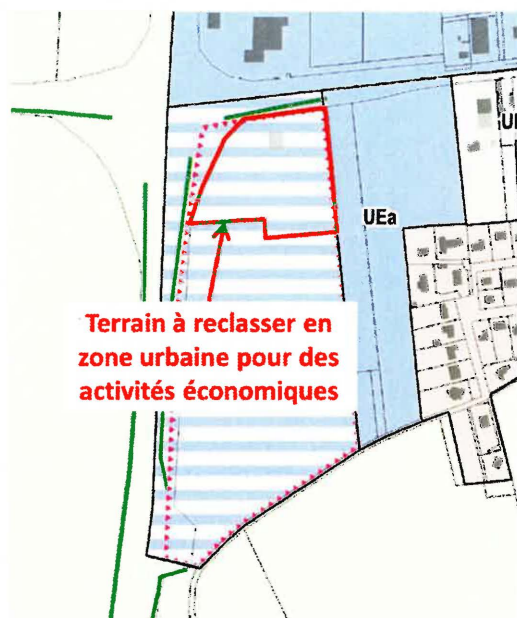 UEa
Terrain à reclasser en
zone urbaine pour des
activités économiques